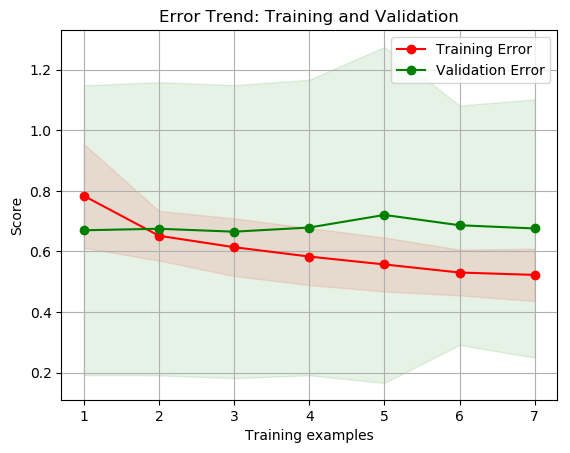 Error Trend: Training and Validation
Training Error
Validation Error
1.2
1.0
0.8
0.6
0.4
0.2
Score
1 2 3 4 5 6 7
Training examples